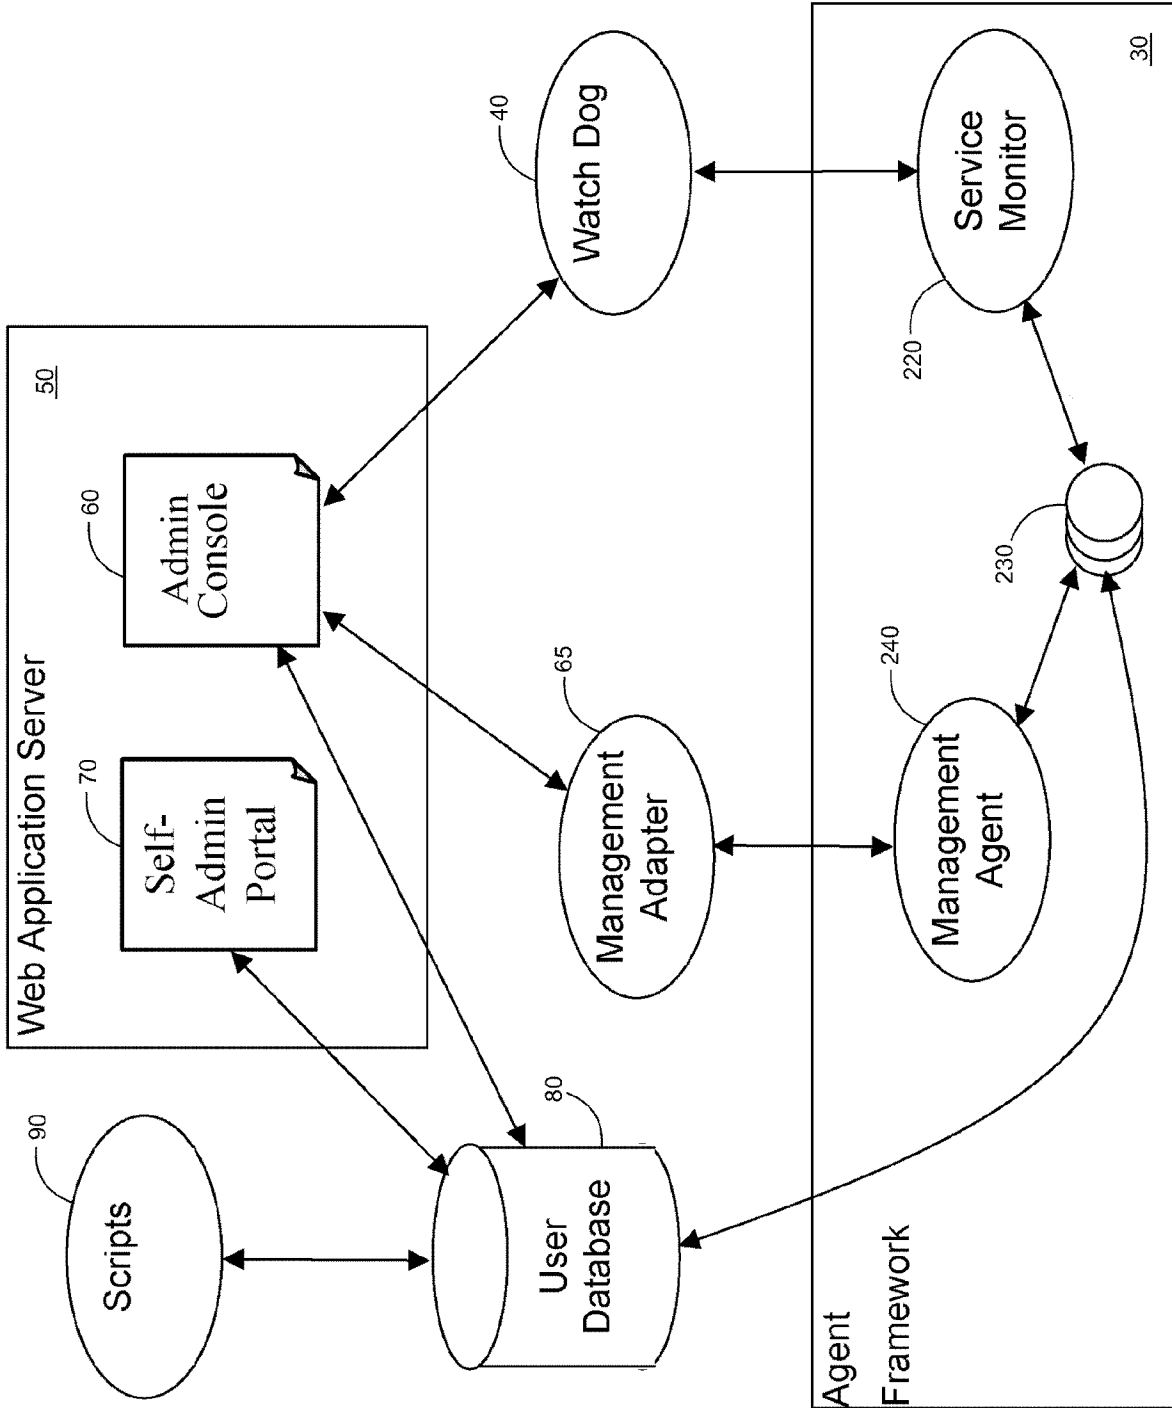 90
Scripts
Web Application Server
50
70
Self-
Admin
Portal
60
Admin
Console
80
User
Database
65
Management
Adapter
40
Watch Dog
Agent
Framework
30
240
Management
Agent
230
220
Service
Monitor